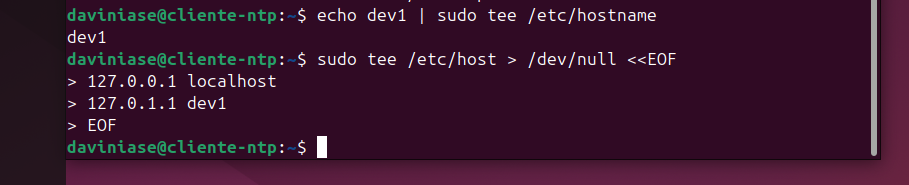 daviniase@cliente-ntp:~$ echo dev1 | sudo tee /etc/hostname
dev1
daviniase@cliente-ntp:~$ sudo tee /etc/host > /dev/null <<EOF
> 127.0.0.1 localhost
> 127.0.1.1 dev1
> EOF
daviniase@cliente-ntp:~$